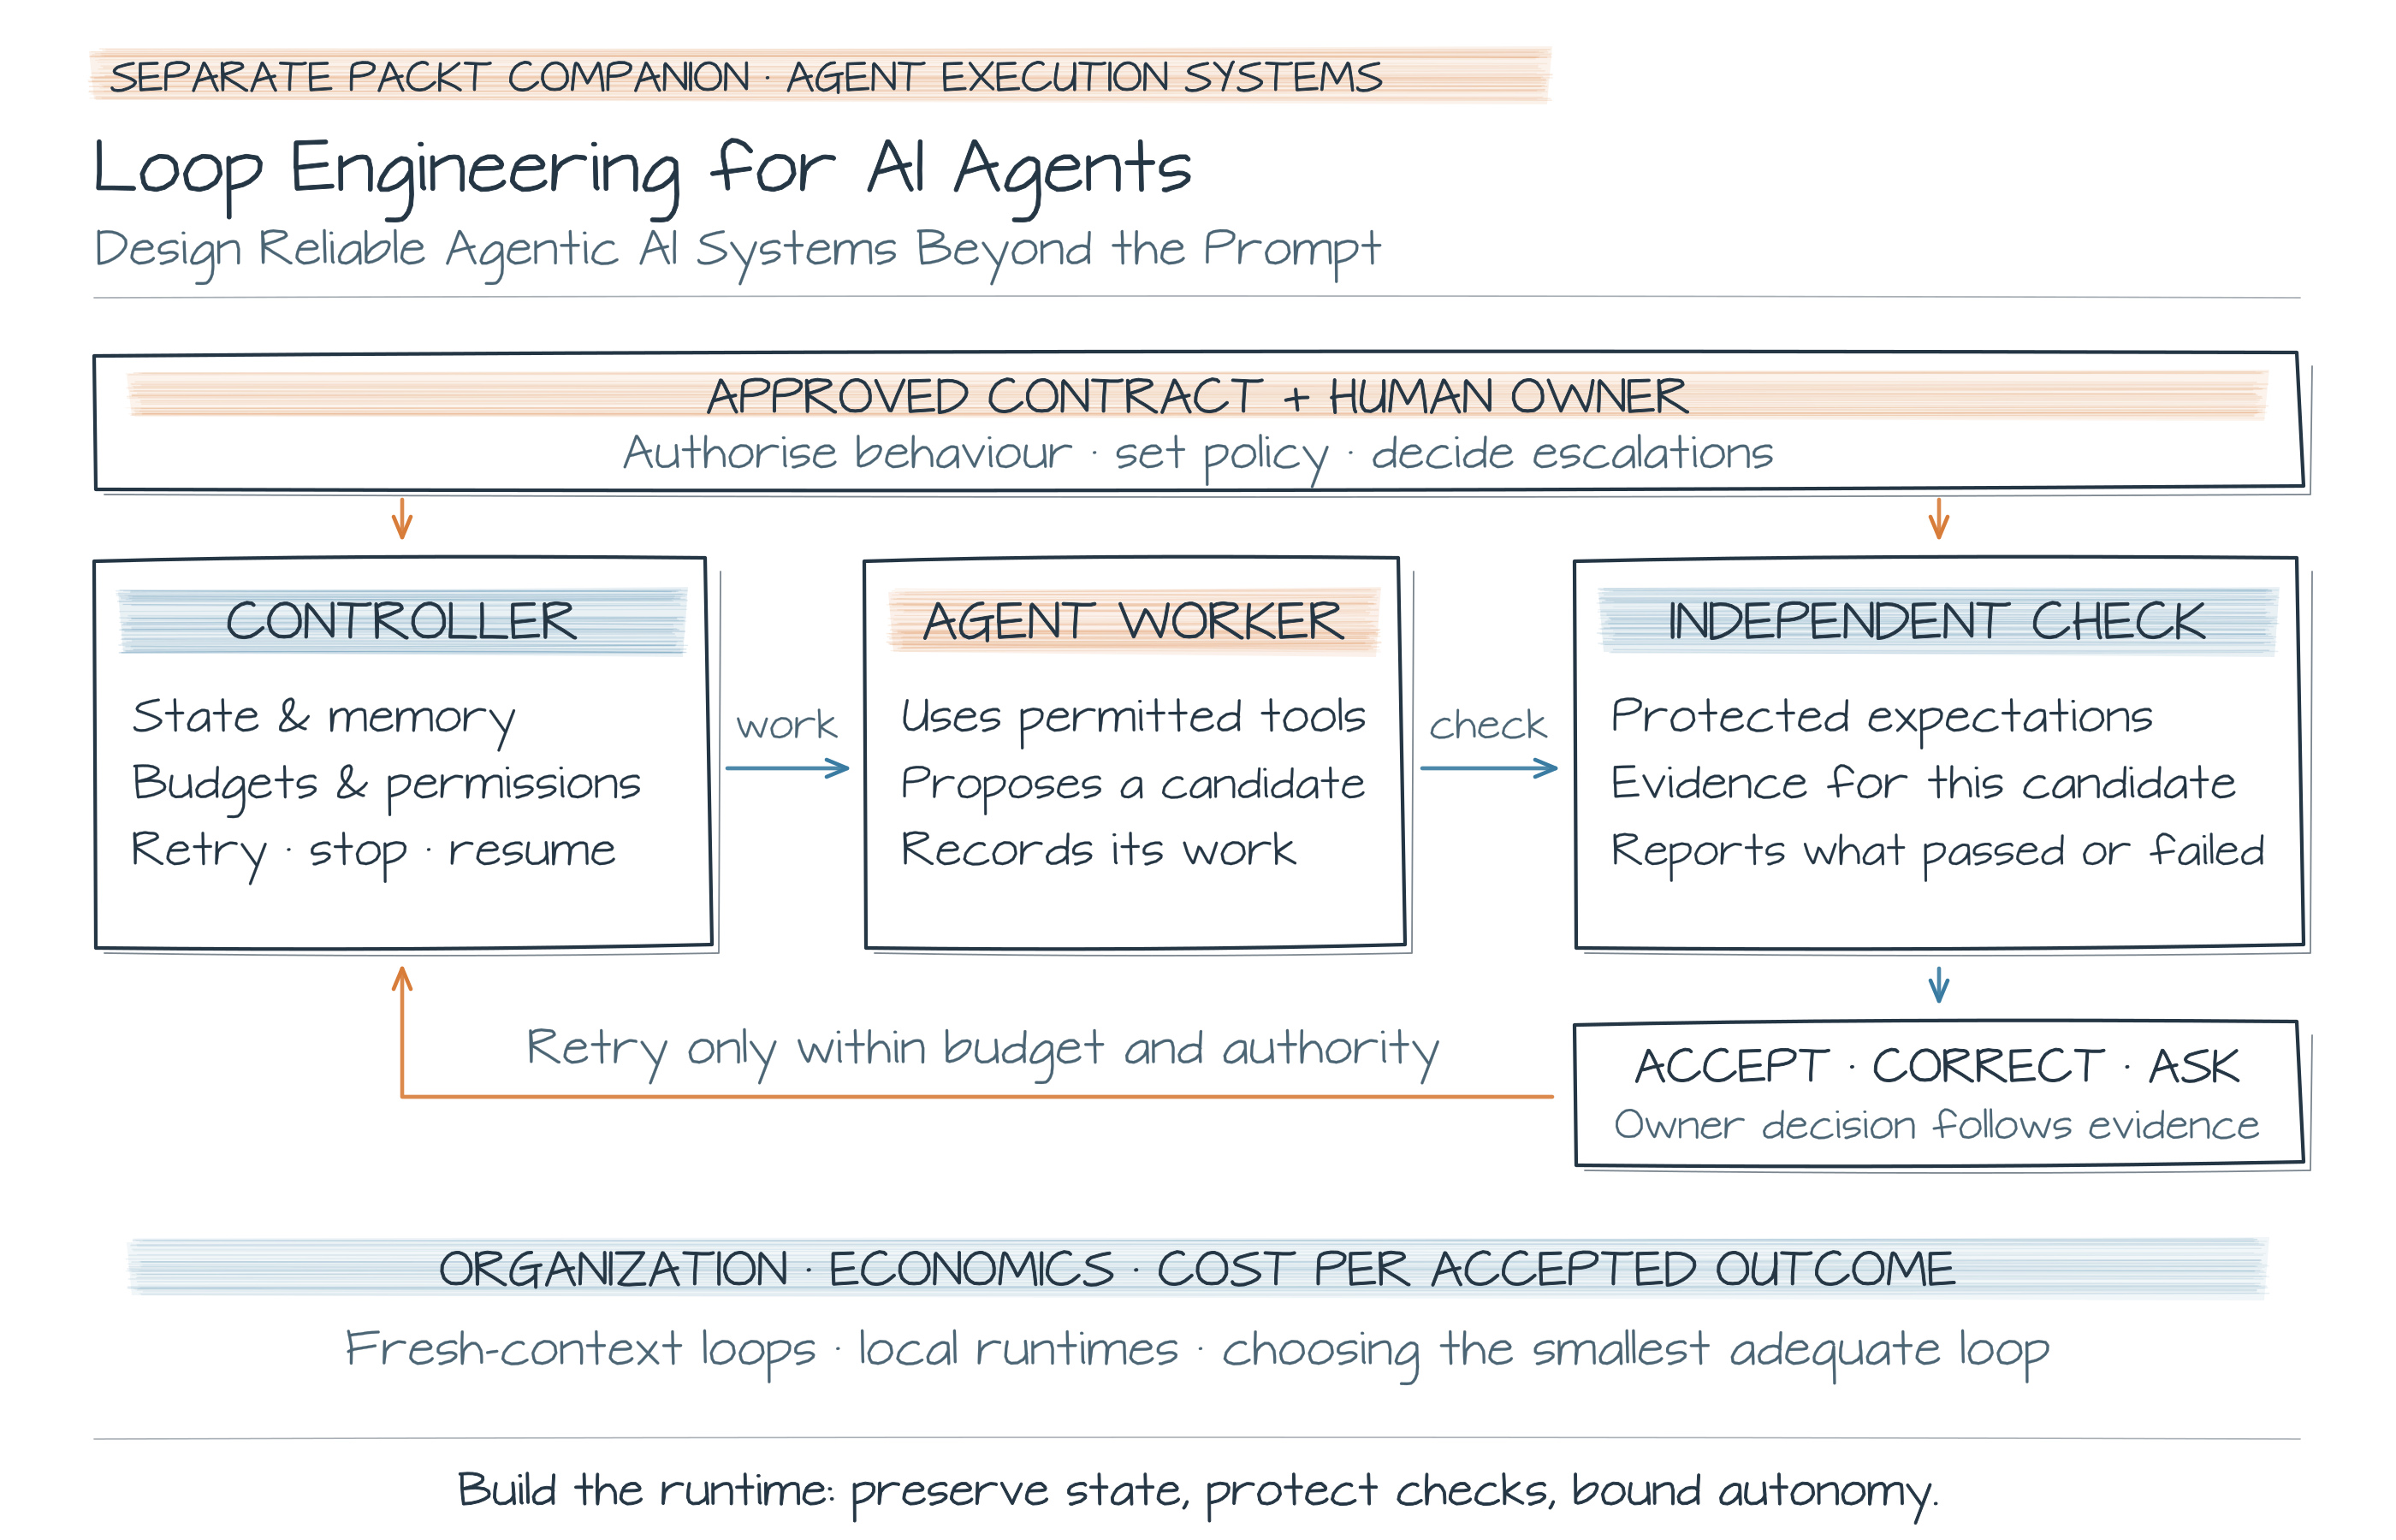 SEPARATE PACKT COMPANION · AGENT EXECUTION SYSTEMS
Loop Engineering for AI Agents
Design Reliable Agentic AI Systems Beyond the Prompt
APPROVED CONTRACT + HUMAN OWNER
Authorise behaviour · set policy · decide escalations
CONTROLLER
State & memory
Budgets & permissions
Retry · stop · resume
work
AGENT WORKER
Uses permitted tools
Proposes a candidate
Records its work
check
INDEPENDENT CHECK
Protected expectations
Evidence for this candidate
Reports what passed or failed
Retry only within budget and authority
ACCEPT · CORRECT · ASK
Owner decision follows evidence
ORGANIZATION · ECONOMICS · COST PER ACCEPTED OUTCOME
Fresh-context loops · local runtimes · choosing the smallest adequate loop
Build the runtime: preserve state, protect checks, bound autonomy.